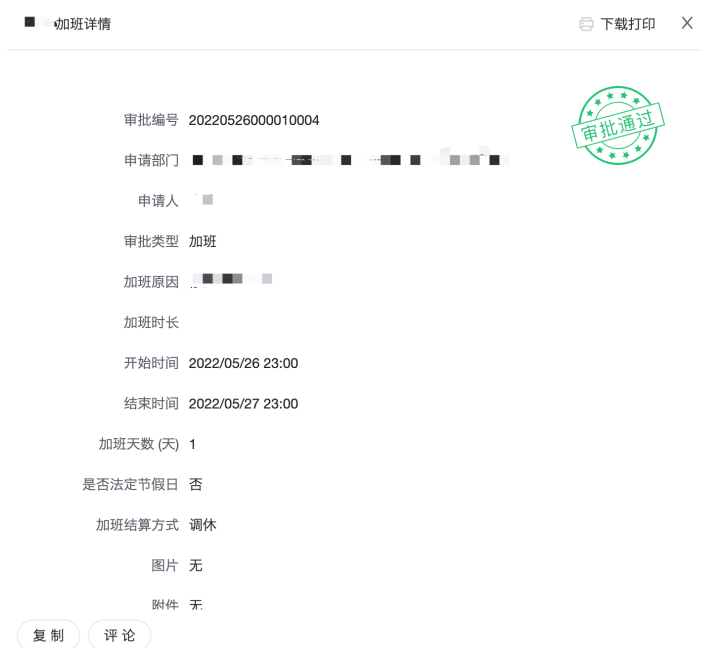 加班详情
下载打印
审批编号 20220526000010004
审批通过
申请部门
申请人
审批类型 加班
加班原因
加班时长
开始时间 2022/05/26 23:00
结束时间 2022/05/27 23:00
加班天数 (天) 1
是否法定节假日 否
加班结算方式 调休
图片 无
附件 无
复制 评论